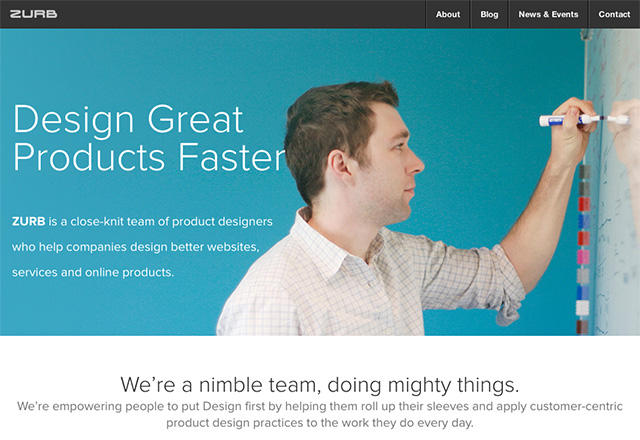 ZURB
About Blog News & Events Contact
Design Great
Products Faster
ZURB is a close-knit team of product designers
who help companies design better websites,
services and online products.
We’re a nimble team, doing mighty things.
We’re empowering people to put Design first by helping them roll up their sleeves and apply customer-centric
product design practices to the work they do every day.